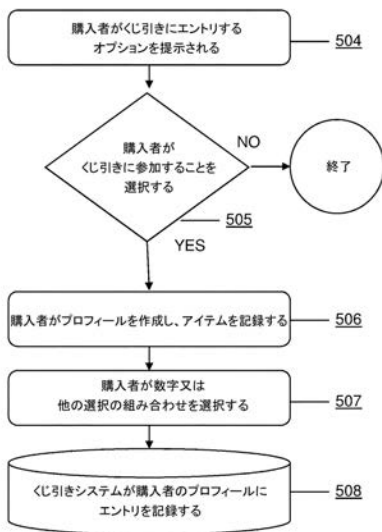 購入者がくじ引きにエントリする
オプションを提示される
504
購入者が
くじ引きに参加することを
選択する
NO
終了
505
YES
購入者がプロフィールを作成し、アイテムを記録する
506
購入者が数字又は
他の選択の組み合わせを選択する
507
くじ引きシステムが購入者のプロフィールに
エントリを記録する
508